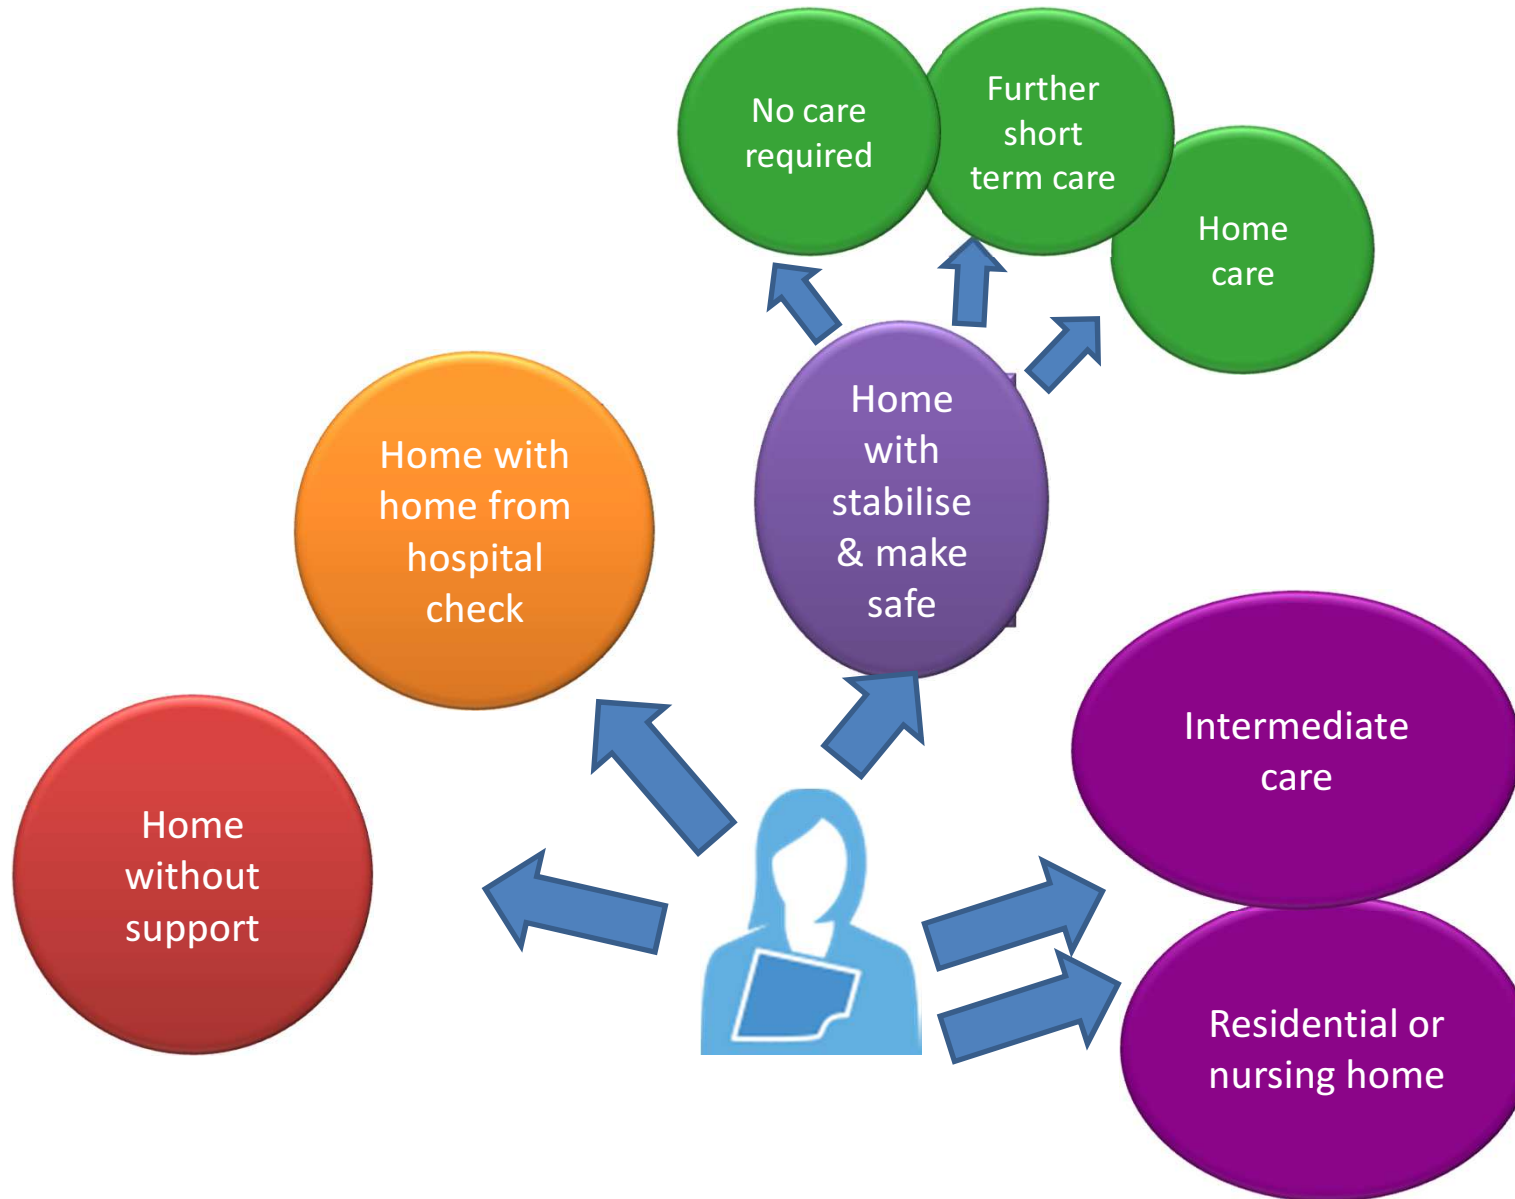 No care
required
Further
short
term care
Home
care
Home
with
stabilise
& make
safe
Home with
home from
hospital
check
Intermediate
care
Home
without
support
Residential or
nursing home